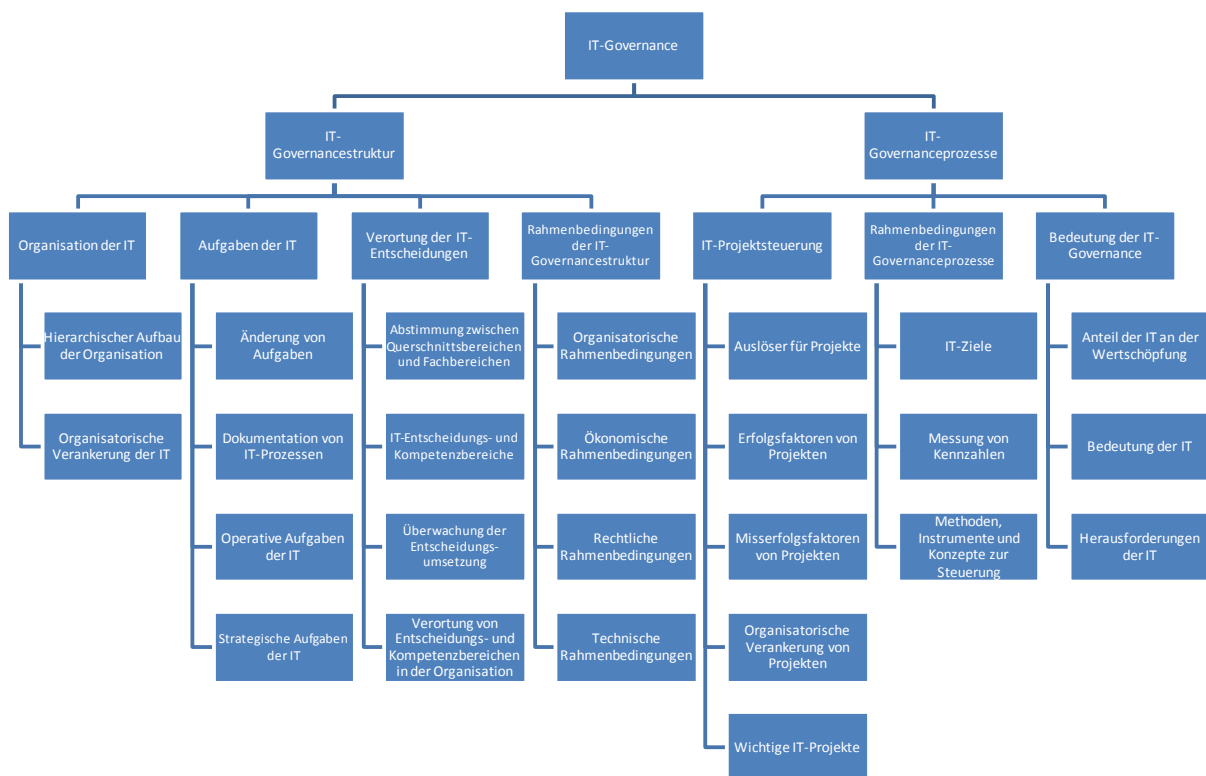 IT-Governance
IT-
Governancestruktur
IT-
Governanceprozesse
Organisation der IT
Aufgaben der IT
Verortung der IT-
Entscheidungen
Rahmenbedingungen
der IT-
Governancestruktur
IT-Projektsteuerung
Rahmenbedingungen
der IT-
Governanceprozesse
Bedeutung der IT-
Governance
Hierarchischer Aufbau
der Organisation
Organisatorische
Verankerung der IT
Änderung von
Aufgaben
Dokumentation von
IT-Prozessen
Operative Aufgaben
der IT
Strategische Aufgaben
der IT
Abstimmung zwischen
Querschnittsbereichen
und Fachbereichen
IT-Entscheidungs- und
Kompetenzbereiche
Überwachung der
Entscheidungs-
umsetzung
Verortung von
Entscheidungs- und
Kompetenzbereichen
in der Organisation
Organisatorische
Rahmenbedingungen
Ökonomische
Rahmenbedingungen
Rechtliche
Rahmenbedingungen
Technische
Rahmenbedingungen
Auslöser für Projekte
Erfolgsfaktoren von
Projekten
Misserfolgsfaktoren
von Projekten
Organisatorische
Verankerung von
Projekten
Wichtige IT-Projekte
IT-Ziele
Messung von
Kennzahlen
Methoden,
Instrumente und
Konzepte zur
Steuerung
Anteil der IT an der
Wertschöpfung
Bedeutung der IT
Herausforderungen
der IT